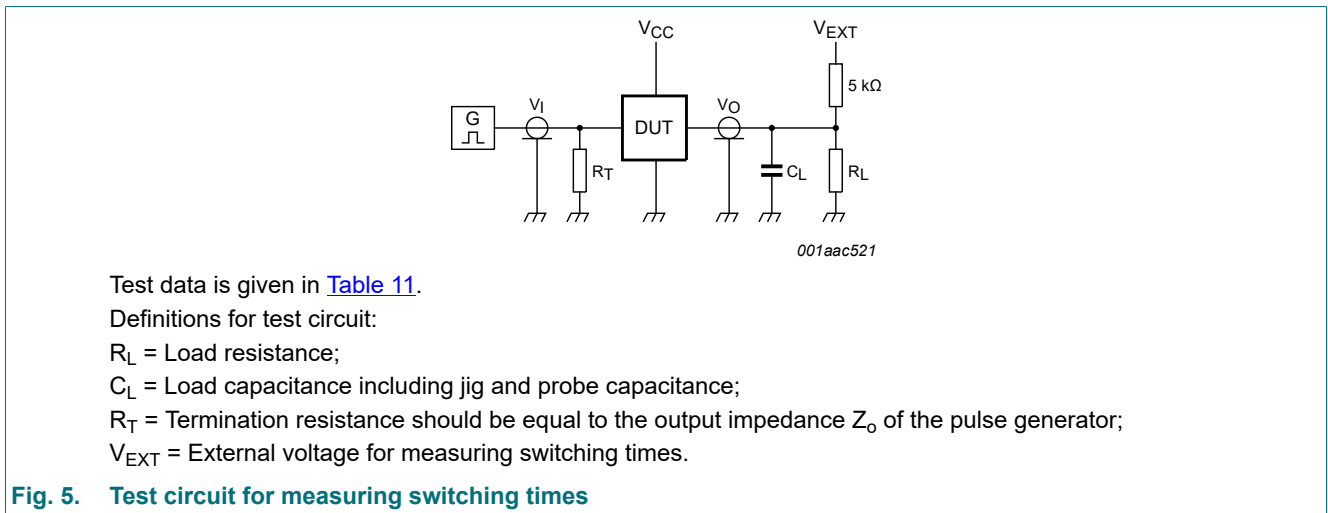 VCC
VEXT
5 kΩ
G
VI
DUT
VO
RT
CL
RL
001aac521
Test data is given in Table 11.
Definitions for test circuit:
RL = Load resistance;
CL = Load capacitance including jig and probe capacitance;
RT = Termination resistance should be equal to the output impedance Zo of the pulse generator;
VEXT = External voltage for measuring switching times.
Fig. 5. Test circuit for measuring switching times